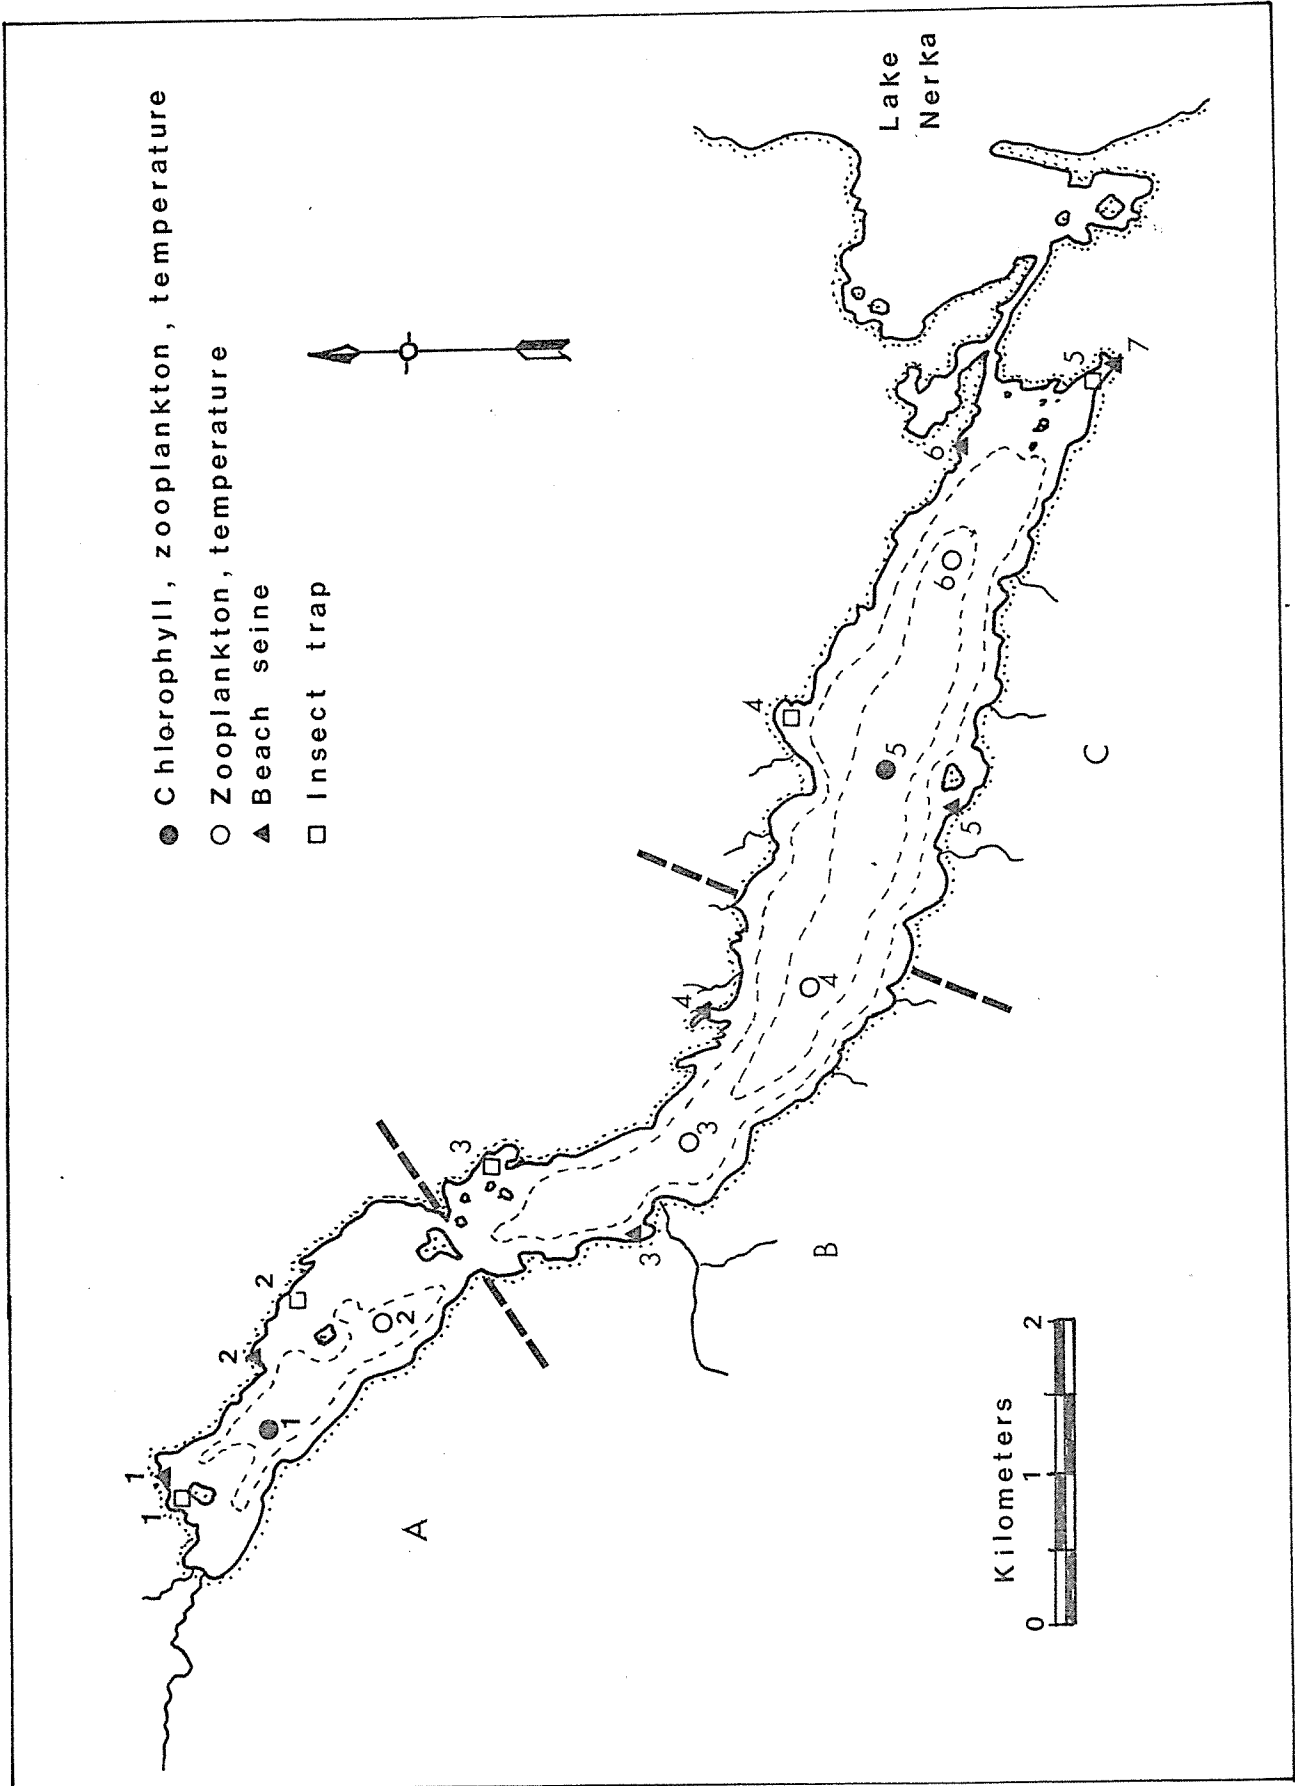 Chlorophyll, zooplankton, temperature
Zooplankton, temperature
Beach seine
Insect trap
Lake
Nerka
1
1
1
2
2
2
3
3
3
4
4
4
5
5
5
6
6
7
A
B
C
Kilometers
0 1 2